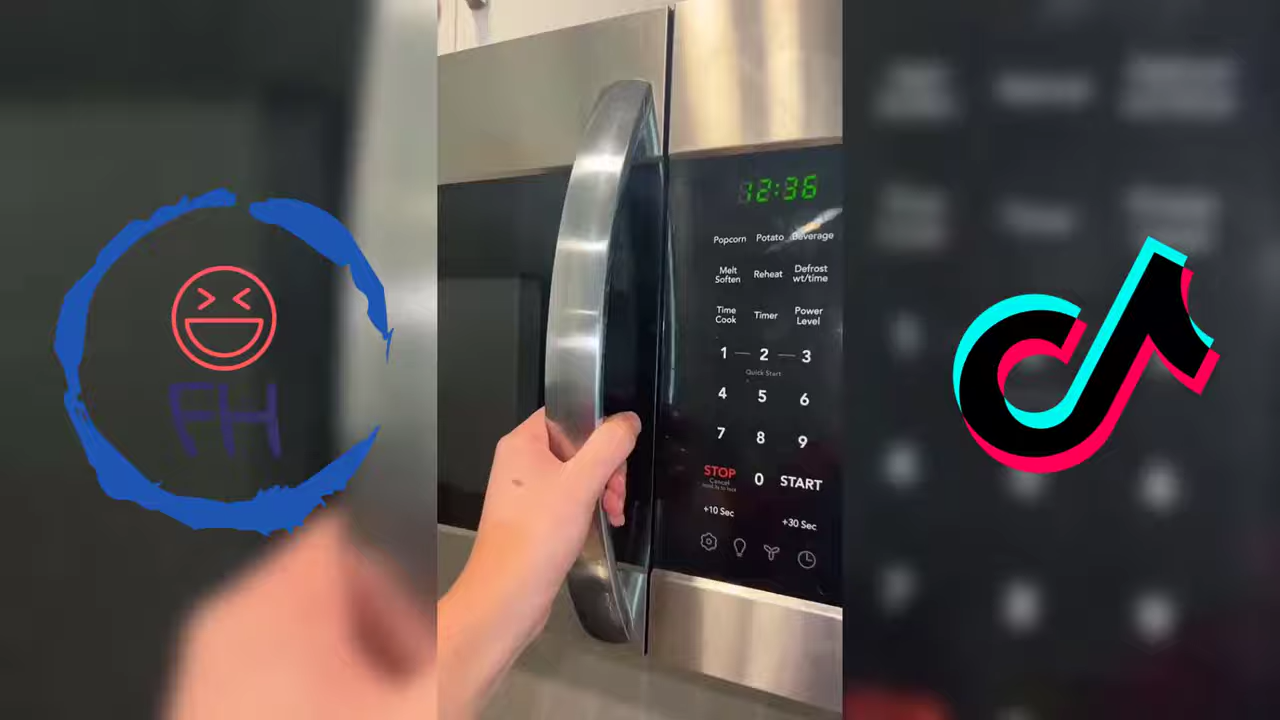 FH
12:36
Popcorn Potato Beverage
Melt Soften Reheat Defrost wt/time
Time Cook Timer Power Level
1 — 2 — 3
Quick Start
4 5 6
7 8 9
STOP 0 START
Cancel
+10 Sec +30 Sec